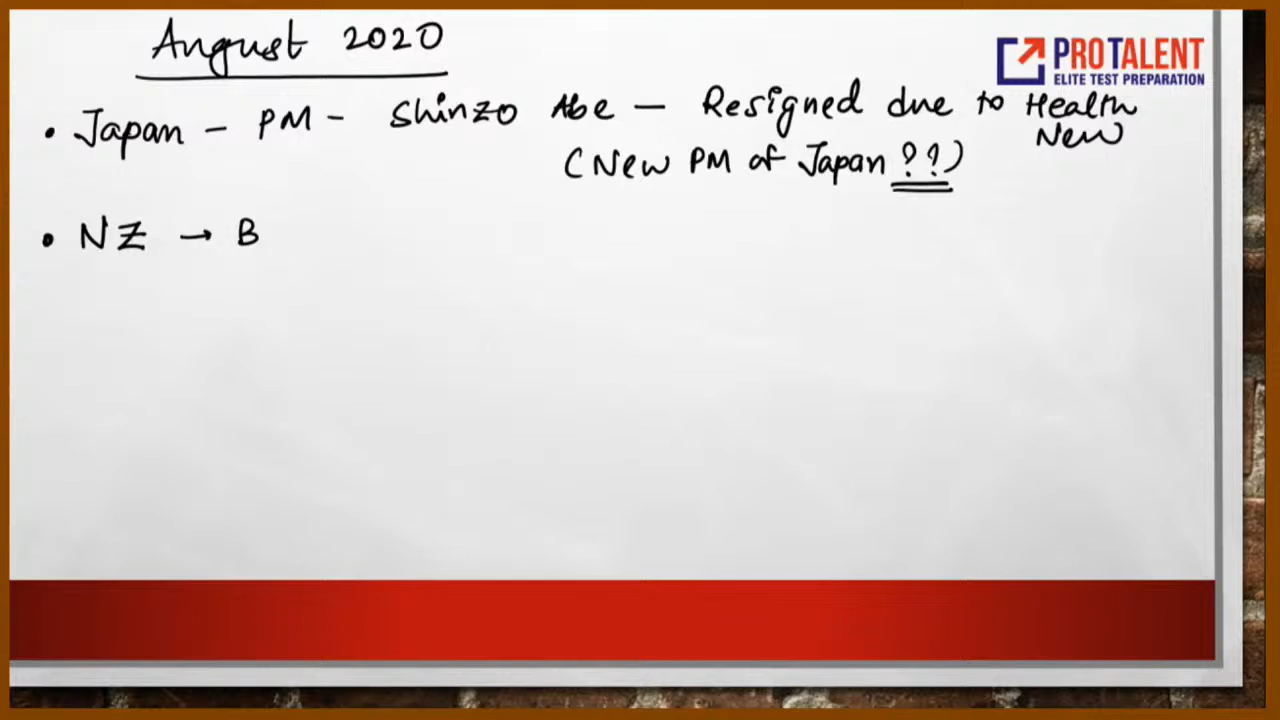 August 2020
PROTALENT
ELITE TEST PREPARATION
• Japan - PM - Shinzo Abe - Resigned due to Health
New
(New PM of Japan ??)
• NZ → B